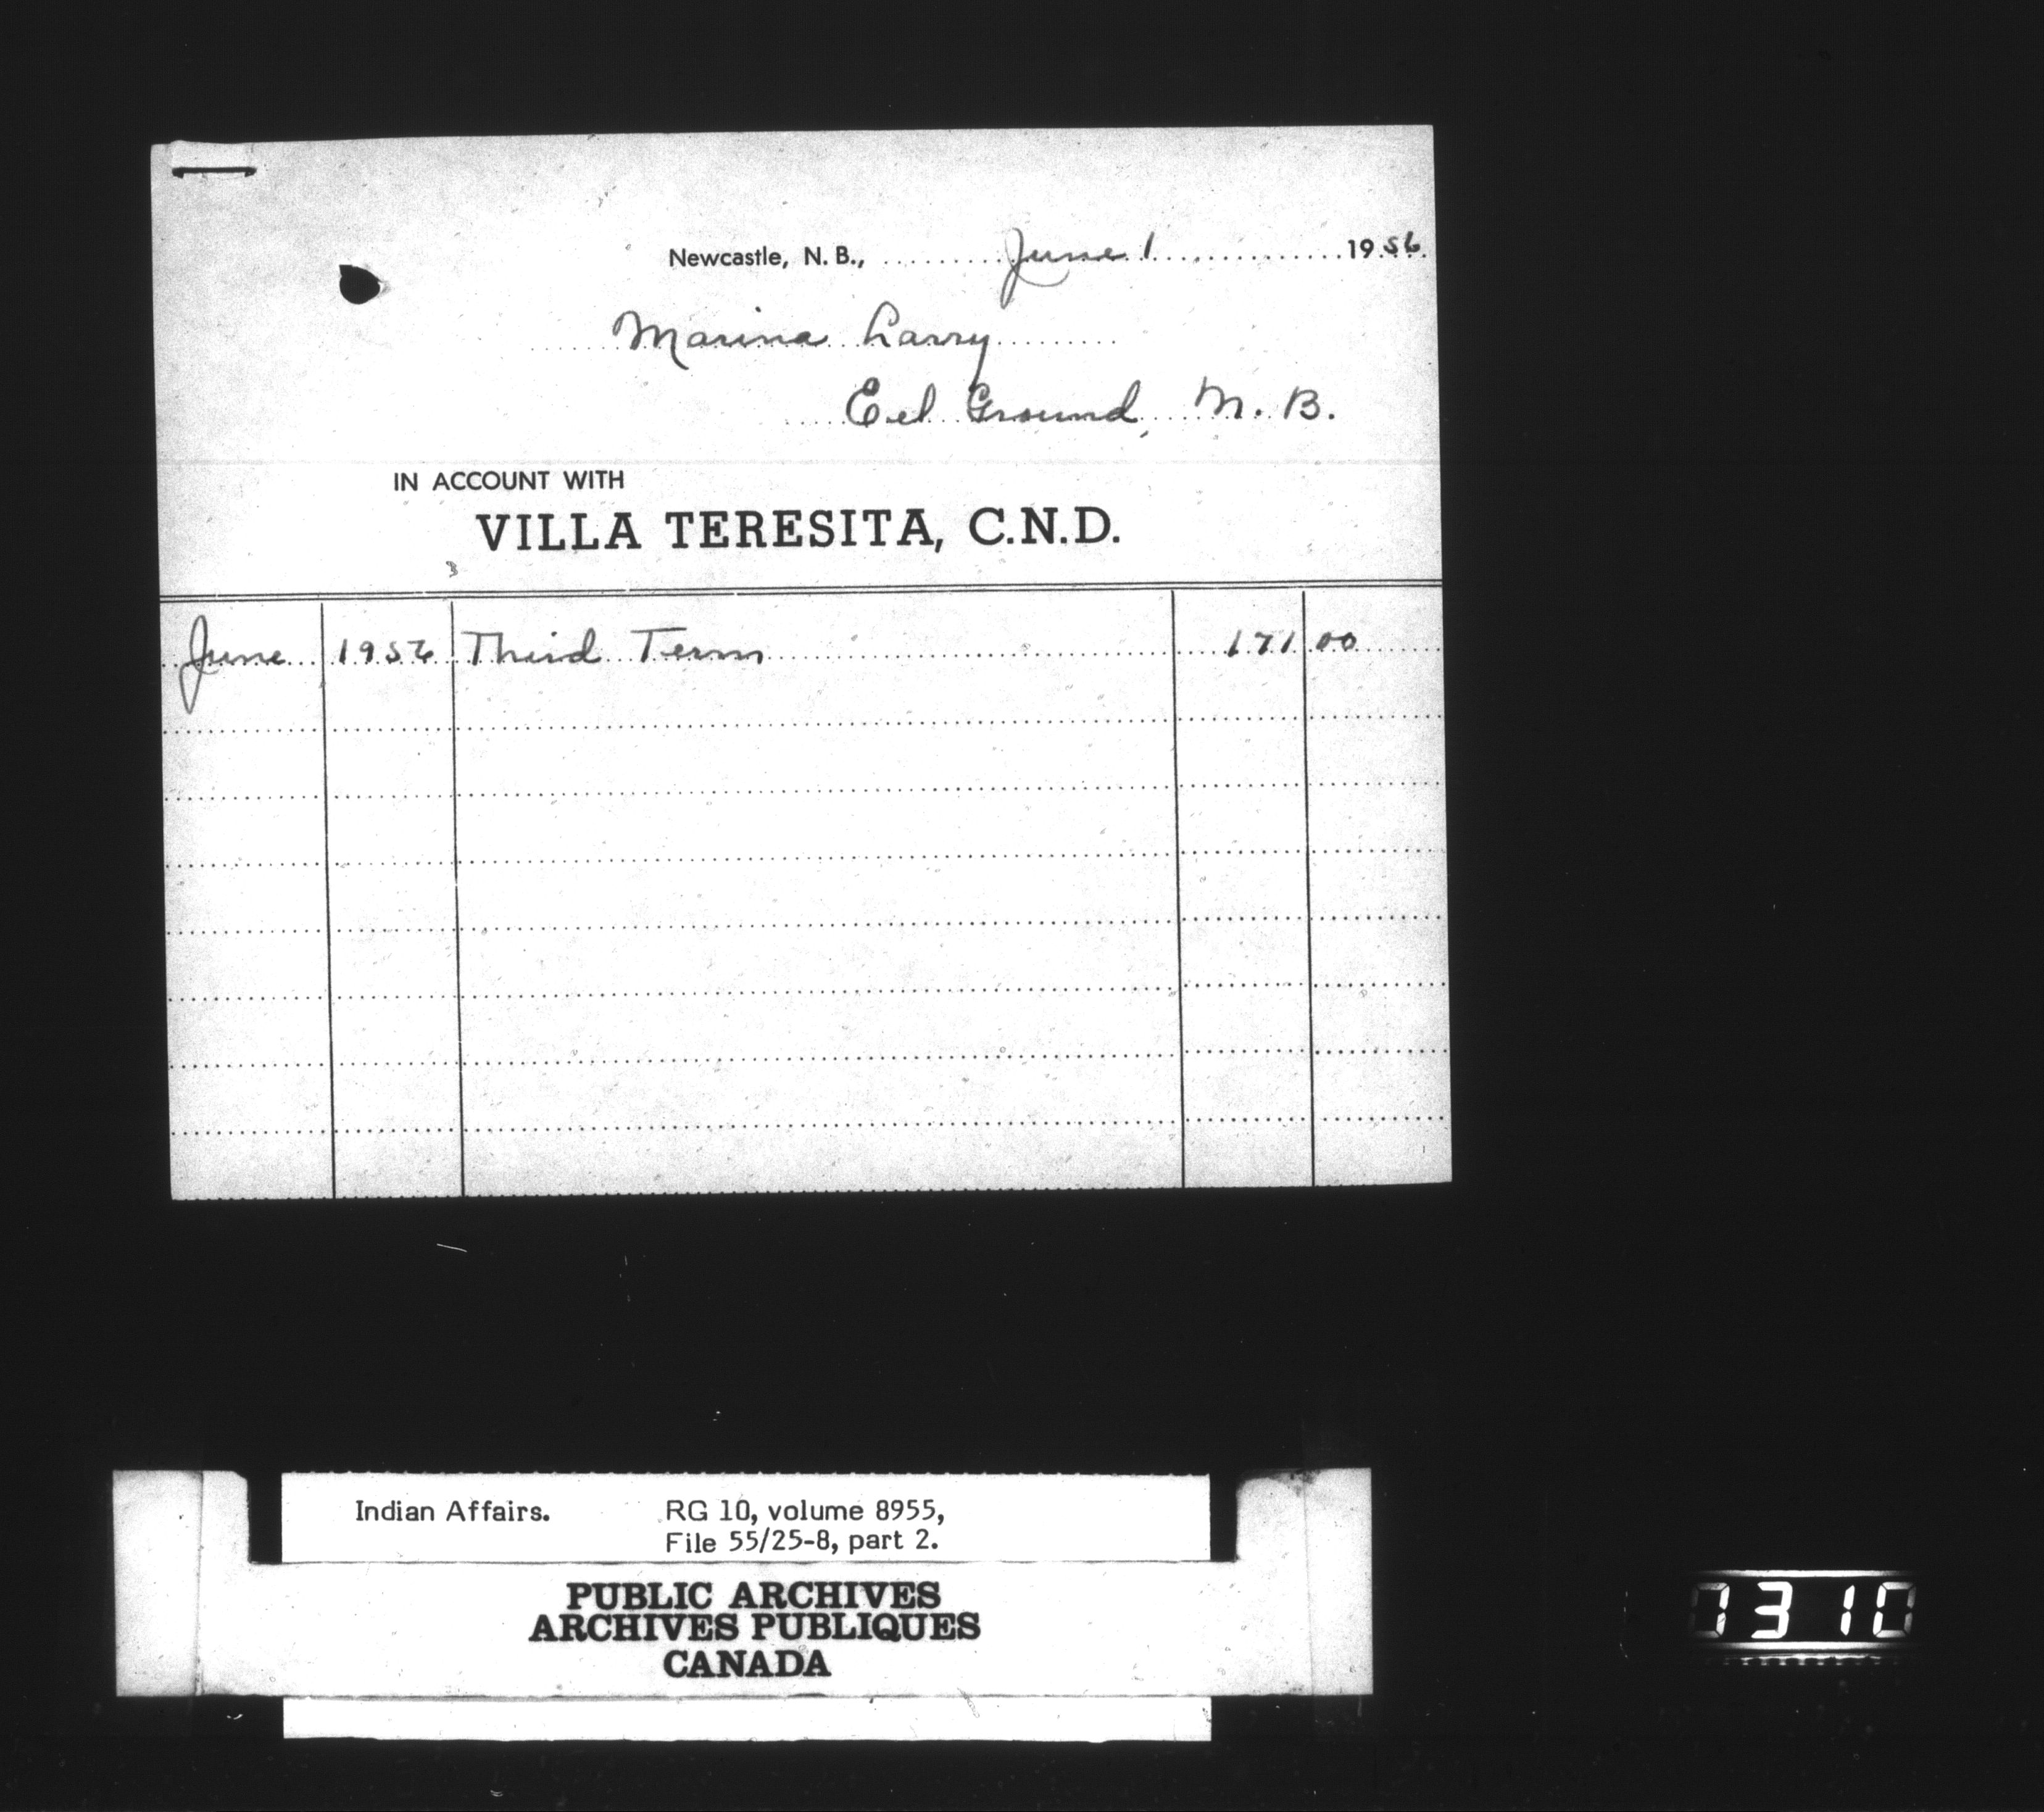 Newcastle, N. B., June 1 1956.
Marina Larry
Eel Ground, N. B.
IN ACCOUNT WITH
VILLA TERESITA, C.N.D.
June 1956 Third Term 171 00
Indian Affairs. RG 10, volume 8955,
File 55/25-8, part 2.
PUBLIC ARCHIVES
ARCHIVES PUBLIQUES
CANADA
7310